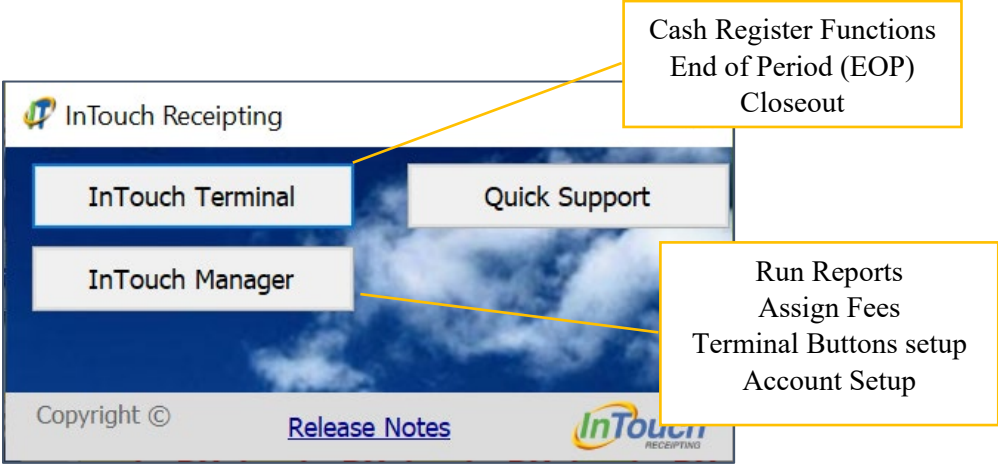 Cash Register Functions
End of Period (EOP)
Closeout
InTouch Receipting
InTouch Terminal
Quick Support
InTouch Manager
Run Reports
Assign Fees
Terminal Buttons setup
Account Setup
Copyright ©
Release Notes
InTouch
RECEIPTING